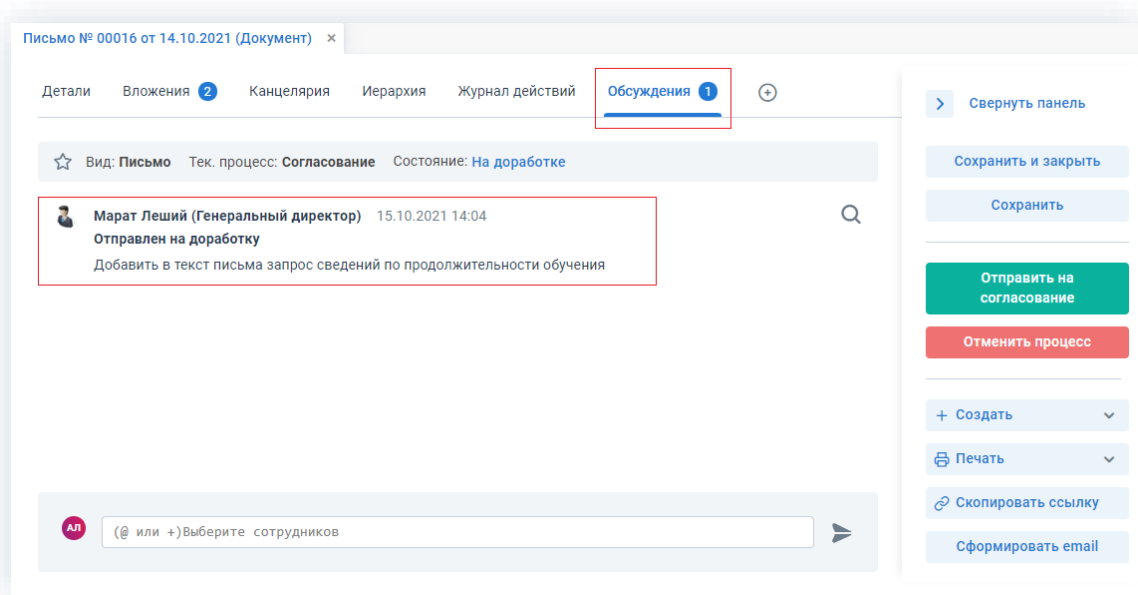 Письмо № 00016 от 14.10.2021 (Документ) ×
Детали Вложения 2 Канцелярия Иерархия Журнал действий Обсуждения 1
Вид: Письмо Тек. процесс: Согласование Состояние: На доработке
Марат Леший (Генеральный директор) 15.10.2021 14:04
Отправлен на доработку
Добавить в текст письма запрос сведений по продолжительности обучения
АЛ (@ или +)Выберите сотрудников
Свернуть панель
Сохранить и закрыть
Сохранить
Отправить на
согласование
Отменить процесс
+ Создать
Печать
Скопировать ссылку
Сформировать email